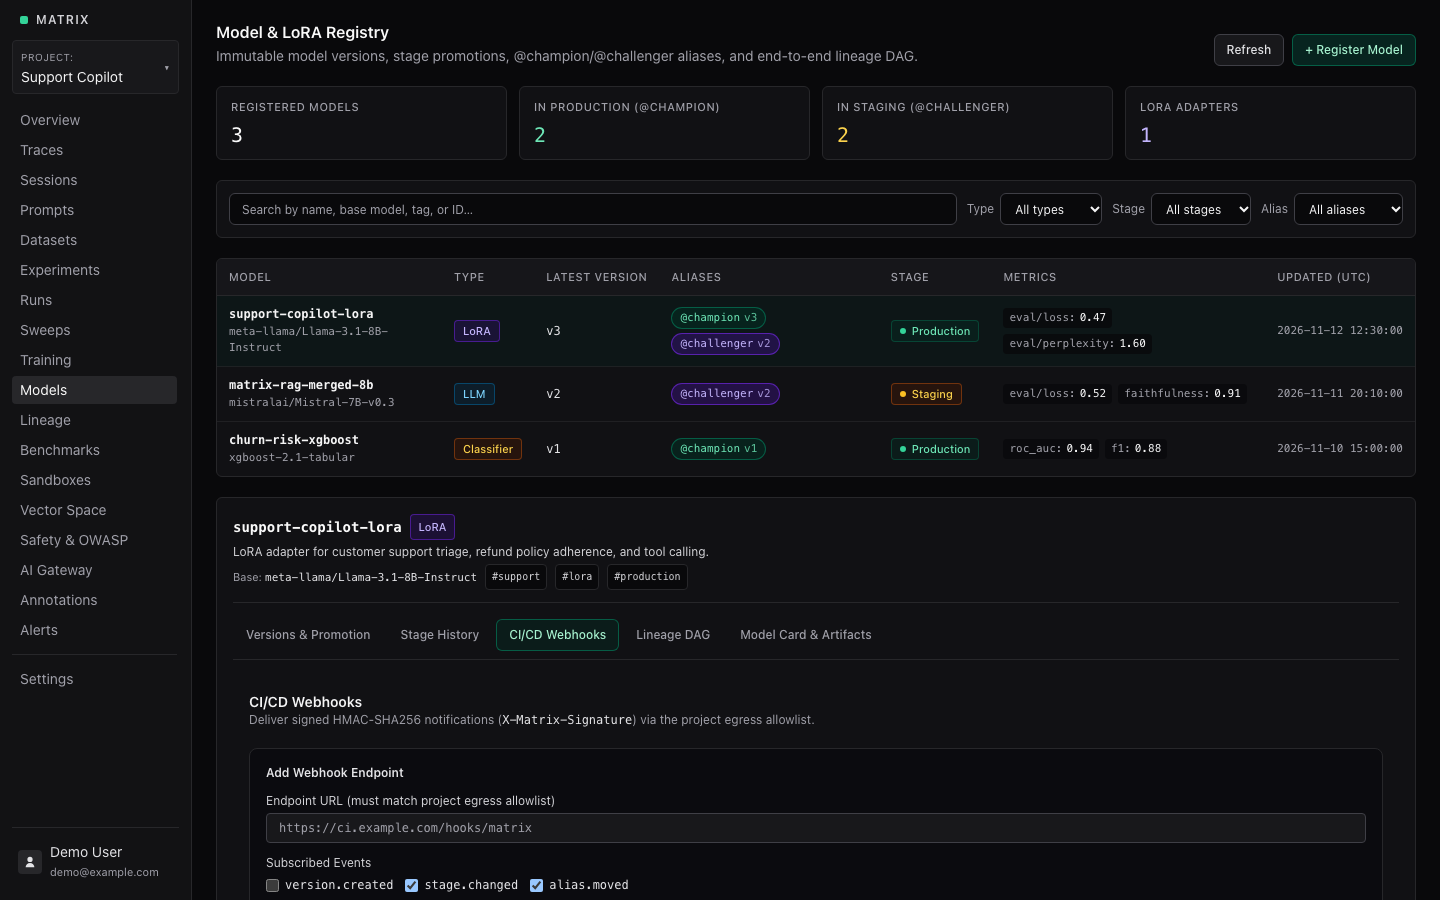 MATRIX
PROJECT:
Support Copilot
Overview
Traces
Sessions
Prompts
Datasets
Experiments
Runs
Sweeps
Training
Models
Lineage
Benchmarks
Sandboxes
Vector Space
Safety & OWASP
AI Gateway
Annotations
Alerts
Settings
Demo User
demo@example.com
Model & LoRA Registry
Immutable model versions, stage promotions, @champion/@challenger aliases, and end-to-end lineage DAG.
Refresh
+ Register Model
REGISTERED MODELS
3
IN PRODUCTION (@CHAMPION)
2
IN STAGING (@CHALLENGER)
2
LORA ADAPTERS
1
Search by name, base model, tag, or ID...
Type All types
Stage All stages
Alias All aliases
MODEL TYPE LATEST VERSION ALIASES STAGE METRICS UPDATED (UTC)
support-copilot-lora
meta-llama/Llama-3.1-8B-
Instruct
LoRA
v3
@champion v3
@challenger v2
Production
eval/loss: 0.47
eval/perplexity: 1.60
2026-11-12 12:30:00
matrix-rag-merged-8b
mistralai/Mistral-7B-v0.3
LLM
v2
@challenger v2
Staging
eval/loss: 0.52 faithfulness: 0.91
2026-11-11 20:10:00
churn-risk-xgboost
xgboost-2.1-tabular
Classifier
v1
@champion v1
Production
roc_auc: 0.94 f1: 0.88
2026-11-10 15:00:00
support-copilot-lora LoRA
LoRA adapter for customer support triage, refund policy adherence, and tool calling.
Base: meta-llama/Llama-3.1-8B-Instruct #support #lora #production
Versions & Promotion Stage History CI/CD Webhooks Lineage DAG Model Card & Artifacts
CI/CD Webhooks
Deliver signed HMAC-SHA256 notifications (X-Matrix-Signature) via the project egress allowlist.
Add Webhook Endpoint
Endpoint URL (must match project egress allowlist)
https://ci.example.com/hooks/matrix
Subscribed Events
version.created stage.changed alias.moved